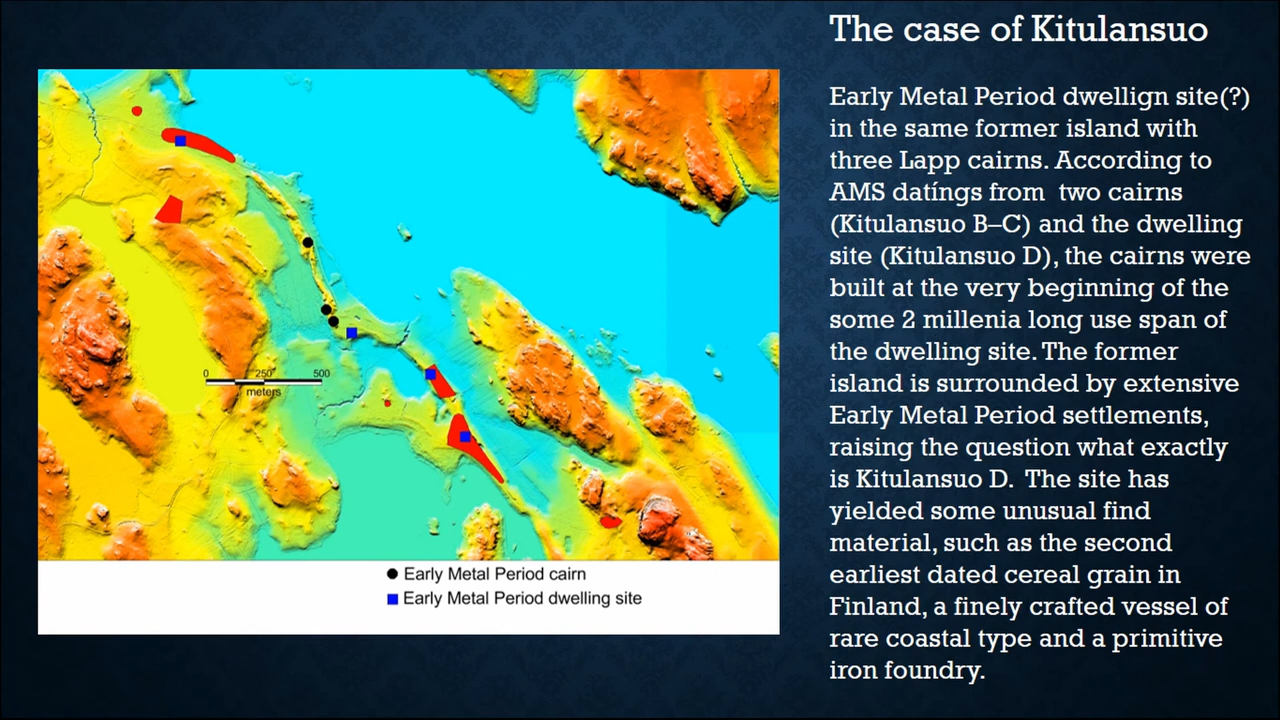 The case of Kitulansuo
Early Metal Period dwellign site(?)
in the same former island with
three Lapp cairns. According to
AMS datíngs from two cairns
(Kitulansuo B–C) and the dwelling
site (Kitulansuo D), the cairns were
built at the very beginning of the
some 2 millenia long use span of
the dwelling site. The former
island is surrounded by extensive
Early Metal Period settlements,
raising the question what exactly
is Kitulansuo D. The site has
yielded some unusual find
material, such as the second
earliest dated cereal grain in
Finland, a finely crafted vessel of
rare coastal type and a primitive
iron foundry.
0 250 500
meters
Early Metal Period cairn
Early Metal Period dwelling site